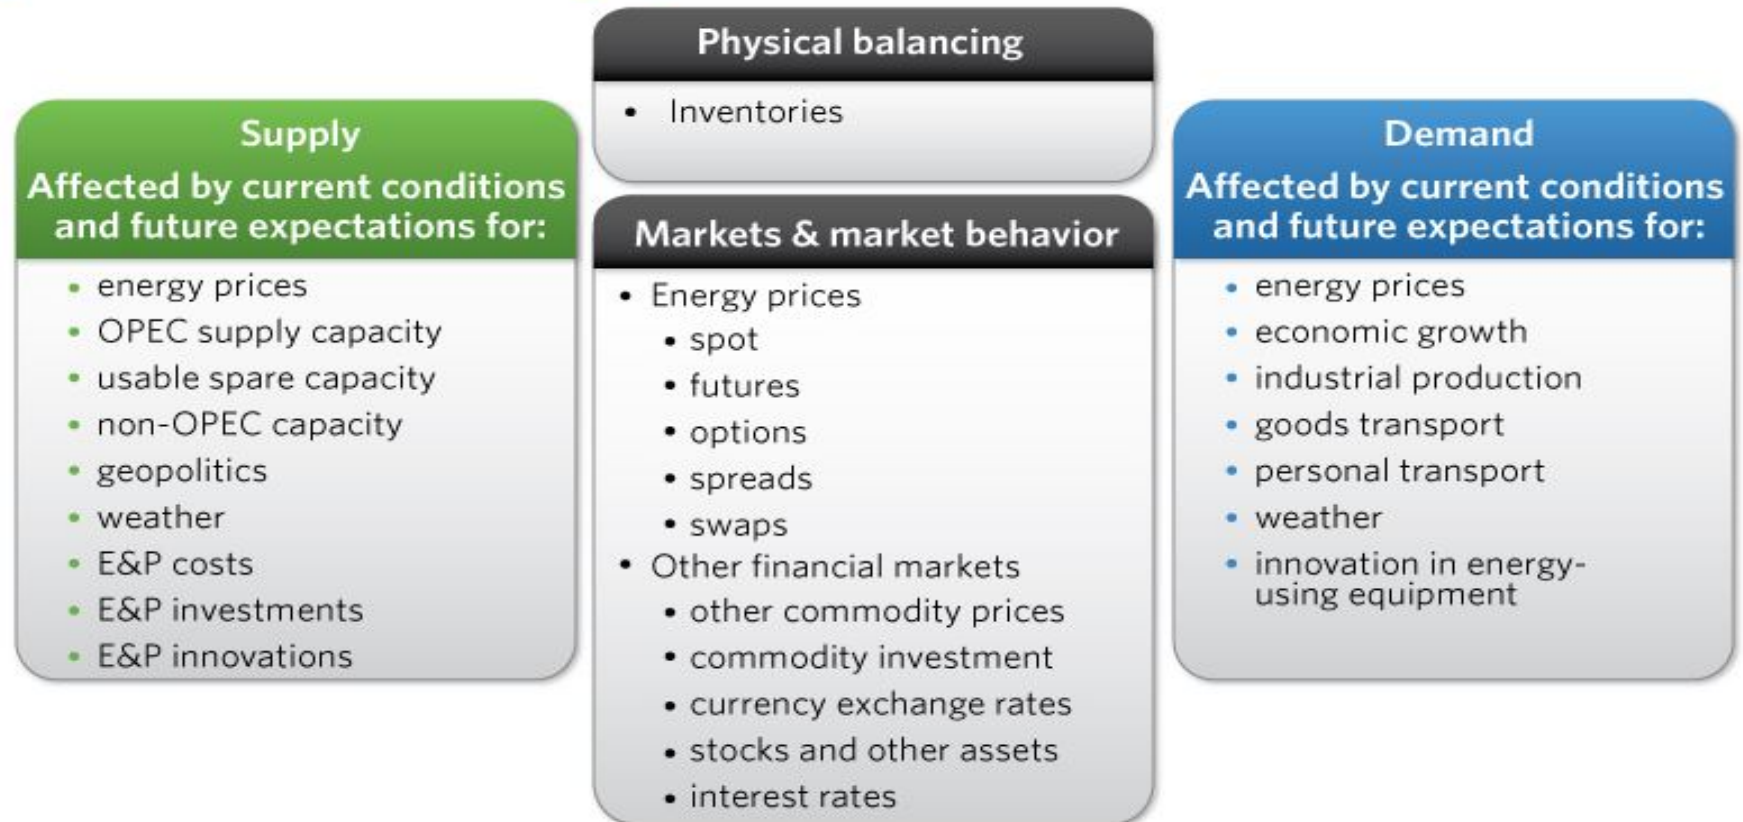 Physical balancing
• Inventories
Supply
Affected by current conditions
and future expectations for:
• energy prices
• OPEC supply capacity
• usable spare capacity
• non-OPEC capacity
• geopolitics
• weather
• E&P costs
• E&P investments
• E&P innovations
Markets & market behavior
• Energy prices
• spot
• futures
• options
• spreads
• swaps
• Other financial markets
• other commodity prices
• commodity investment
• currency exchange rates
• stocks and other assets
• interest rates
Demand
Affected by current conditions
and future expectations for:
• energy prices
• economic growth
• industrial production
• goods transport
• personal transport
• weather
• innovation in energy-
using equipment